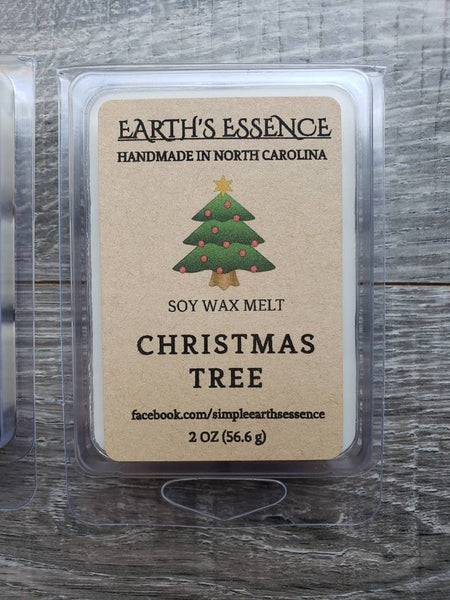 EARTH'S ESSENCE
HANDMADE IN NORTH CAROLINA
SOY WAX MELT
CHRISTMAS
TREE
facebook.com/simpleearthsessence
2 OZ (56.6 g)